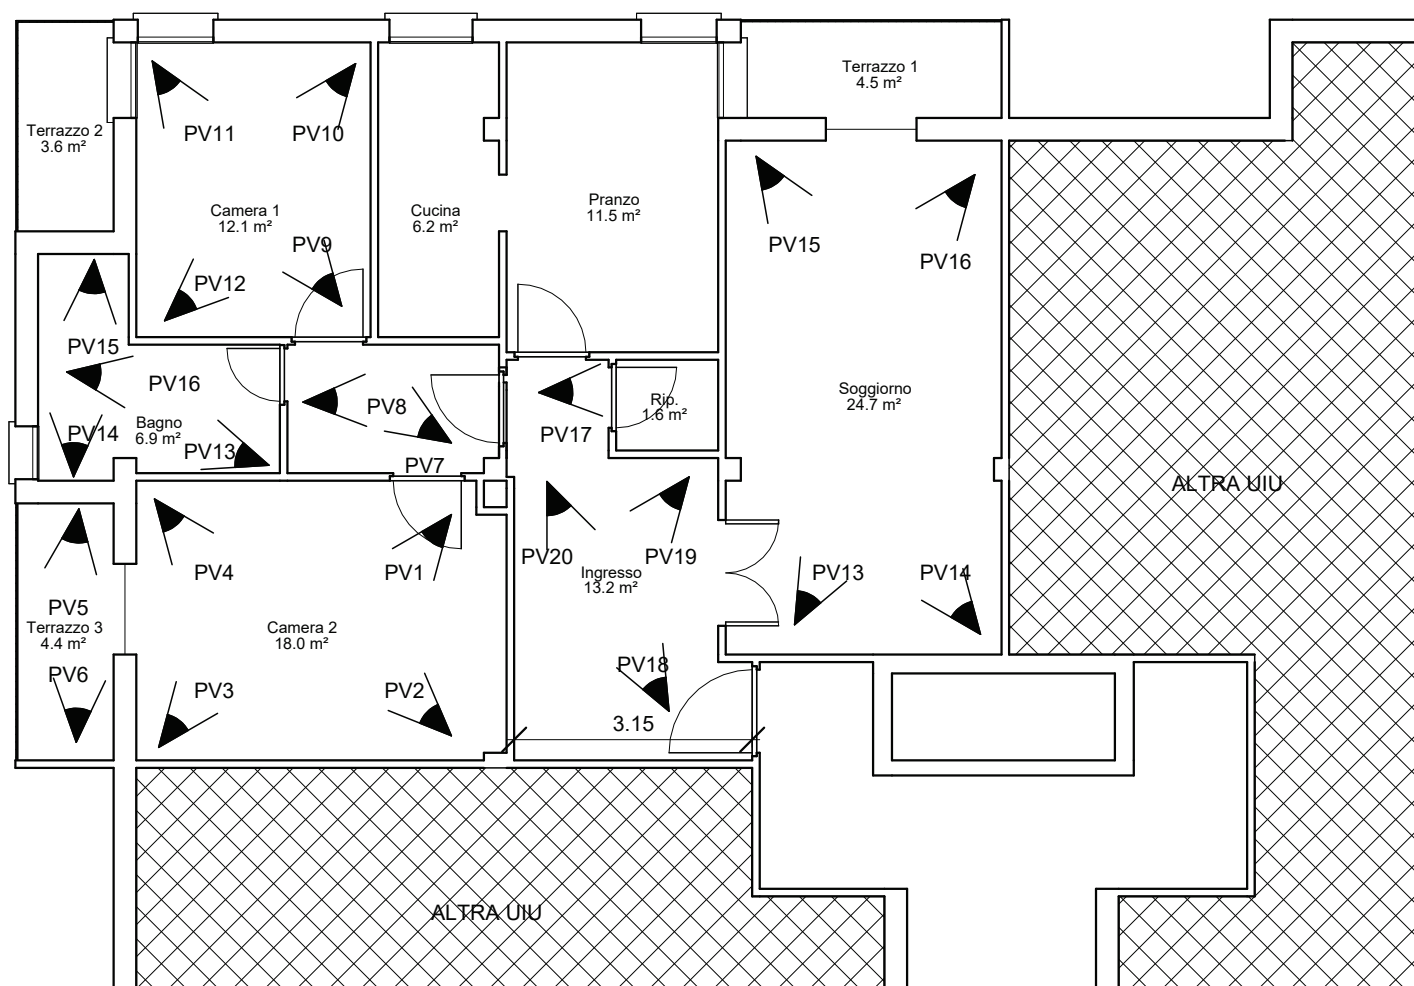 Terrazzo 1
4.5 m²
Terrazzo 2
3.6 m²
PV11
PV10
Camera 1
12.1 m²
Cucina
6.2 m²
Pranzo
11.5 m²
PV9
PV12
PV15
PV16
PV15
PV16
Bagno
6.9 m²
PV14
PV13
PV8
PV7
PV17
Rip.
1.6 m²
Soggiorno
24.7 m²
ALTRA UIU
PV4
PV1
PV20
PV19
Ingresso
13.2 m²
PV13
PV14
PV5
Terrazzo 3
4.4 m²
Camera 2
18.0 m²
PV6
PV3
PV2
PV18
3.15
ALTRA UIU